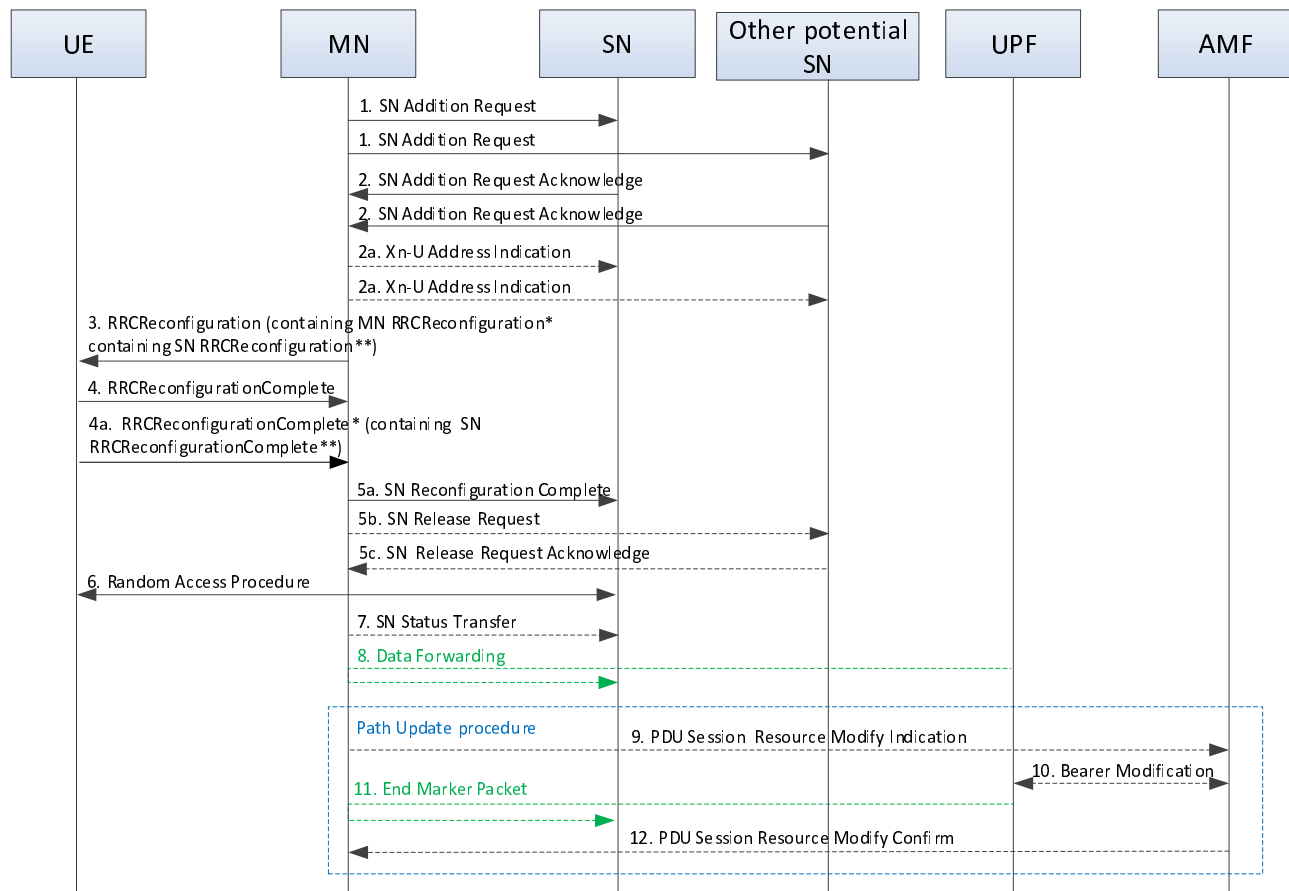 UE
MN
SN
Other potential
SN
UPF
AMF
1. SN Addition Request
1. SN Addition Request
2. SN Addition Request Acknowledge
2. SN Addition Request Acknowledge
2a. Xn-U Address Indication
2a. Xn-U Address Indication
3. RRCReconfiguration (containing MN RRCReconfiguration*
containing SN RRCReconfiguration**)
4. RRCReconfigurationComplete
4a. RRCReconfigurationComplete* (containing SN
RRCReconfigurationComplete**)
5a. SN Reconfiguration Complete
5b. SN Release Request
5c. SN Release Request Acknowledge
6. Random Access Procedure
7. SN Status Transfer
8. Data Forwarding
Path Update procedure
9. PDU Session Resource Modify Indication
10. Bearer Modification
11. End Marker Packet
12. PDU Session Resource Modify Confirm